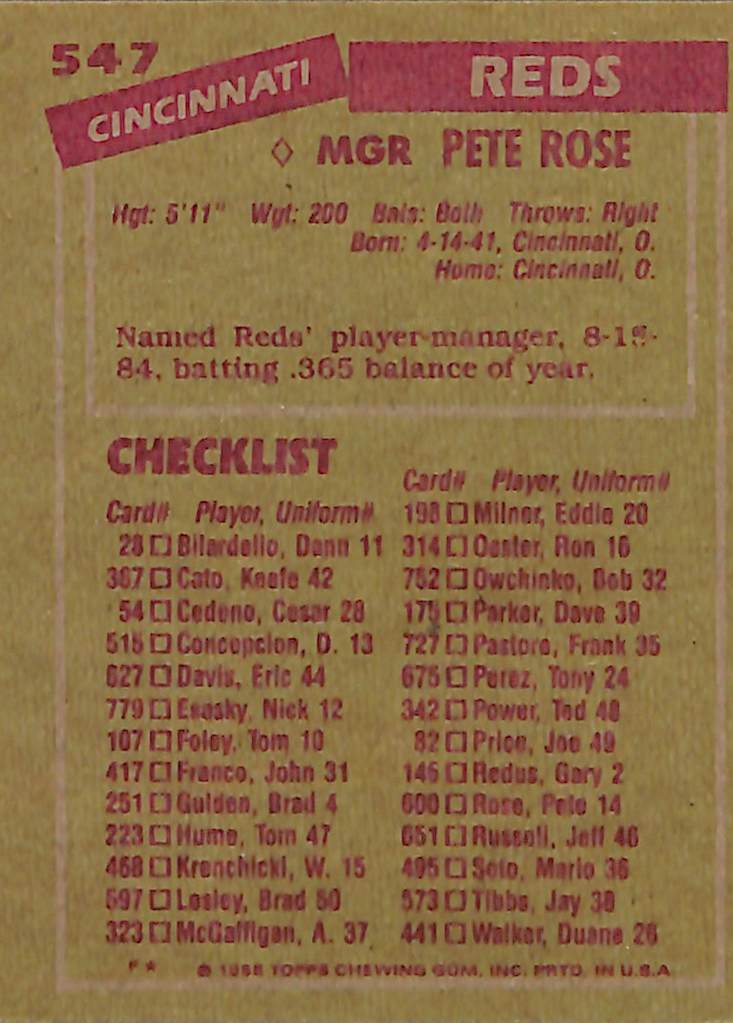 547
CINCINNATI REDS
MGR PETE ROSE
Hgt: 5'11" Wgt: 200 Bats: Both Throws: Right
Born: 4-14-41, Cincinnati, O.
Home: Cincinnati, O.
Named Reds' player-manager, 8-15-
84, batting .365 balance of year.
CHECKLIST
Card# Player, Uniform#
28 Bilardello, Dann 11
367 Cato, Keefe 42
54 Cedeno, Cesar 28
515 Concepcion, D. 13
627 Davis, Eric 44
779 Esasky, Nick 12
107 Foley, Tom 10
417 Franco, John 31
251 Gulden, Brad 4
223 Hume, Tom 47
468 Krenchicki, W. 15
597 Lesley, Brad 50
323 McGaffigan, A. 37
Card# Player, Uniform#
198 Milner, Eddie 20
314 Oester, Ron 16
752 Owchinko, Bob 32
175 Parker, Dave 39
727 Pastore, Frank 35
675 Perez, Tony 24
342 Power, Ted 48
82 Price, Joe 49
146 Redus, Gary 2
600 Rose, Pete 14
651 Russell, Jeff 46
495 Soto, Mario 36
573 Tibbs, Jay 38
441 Walker, Duane 26
F★ © 1985 TOPPS CHEWING GUM, INC. PRTD. IN U.S.A